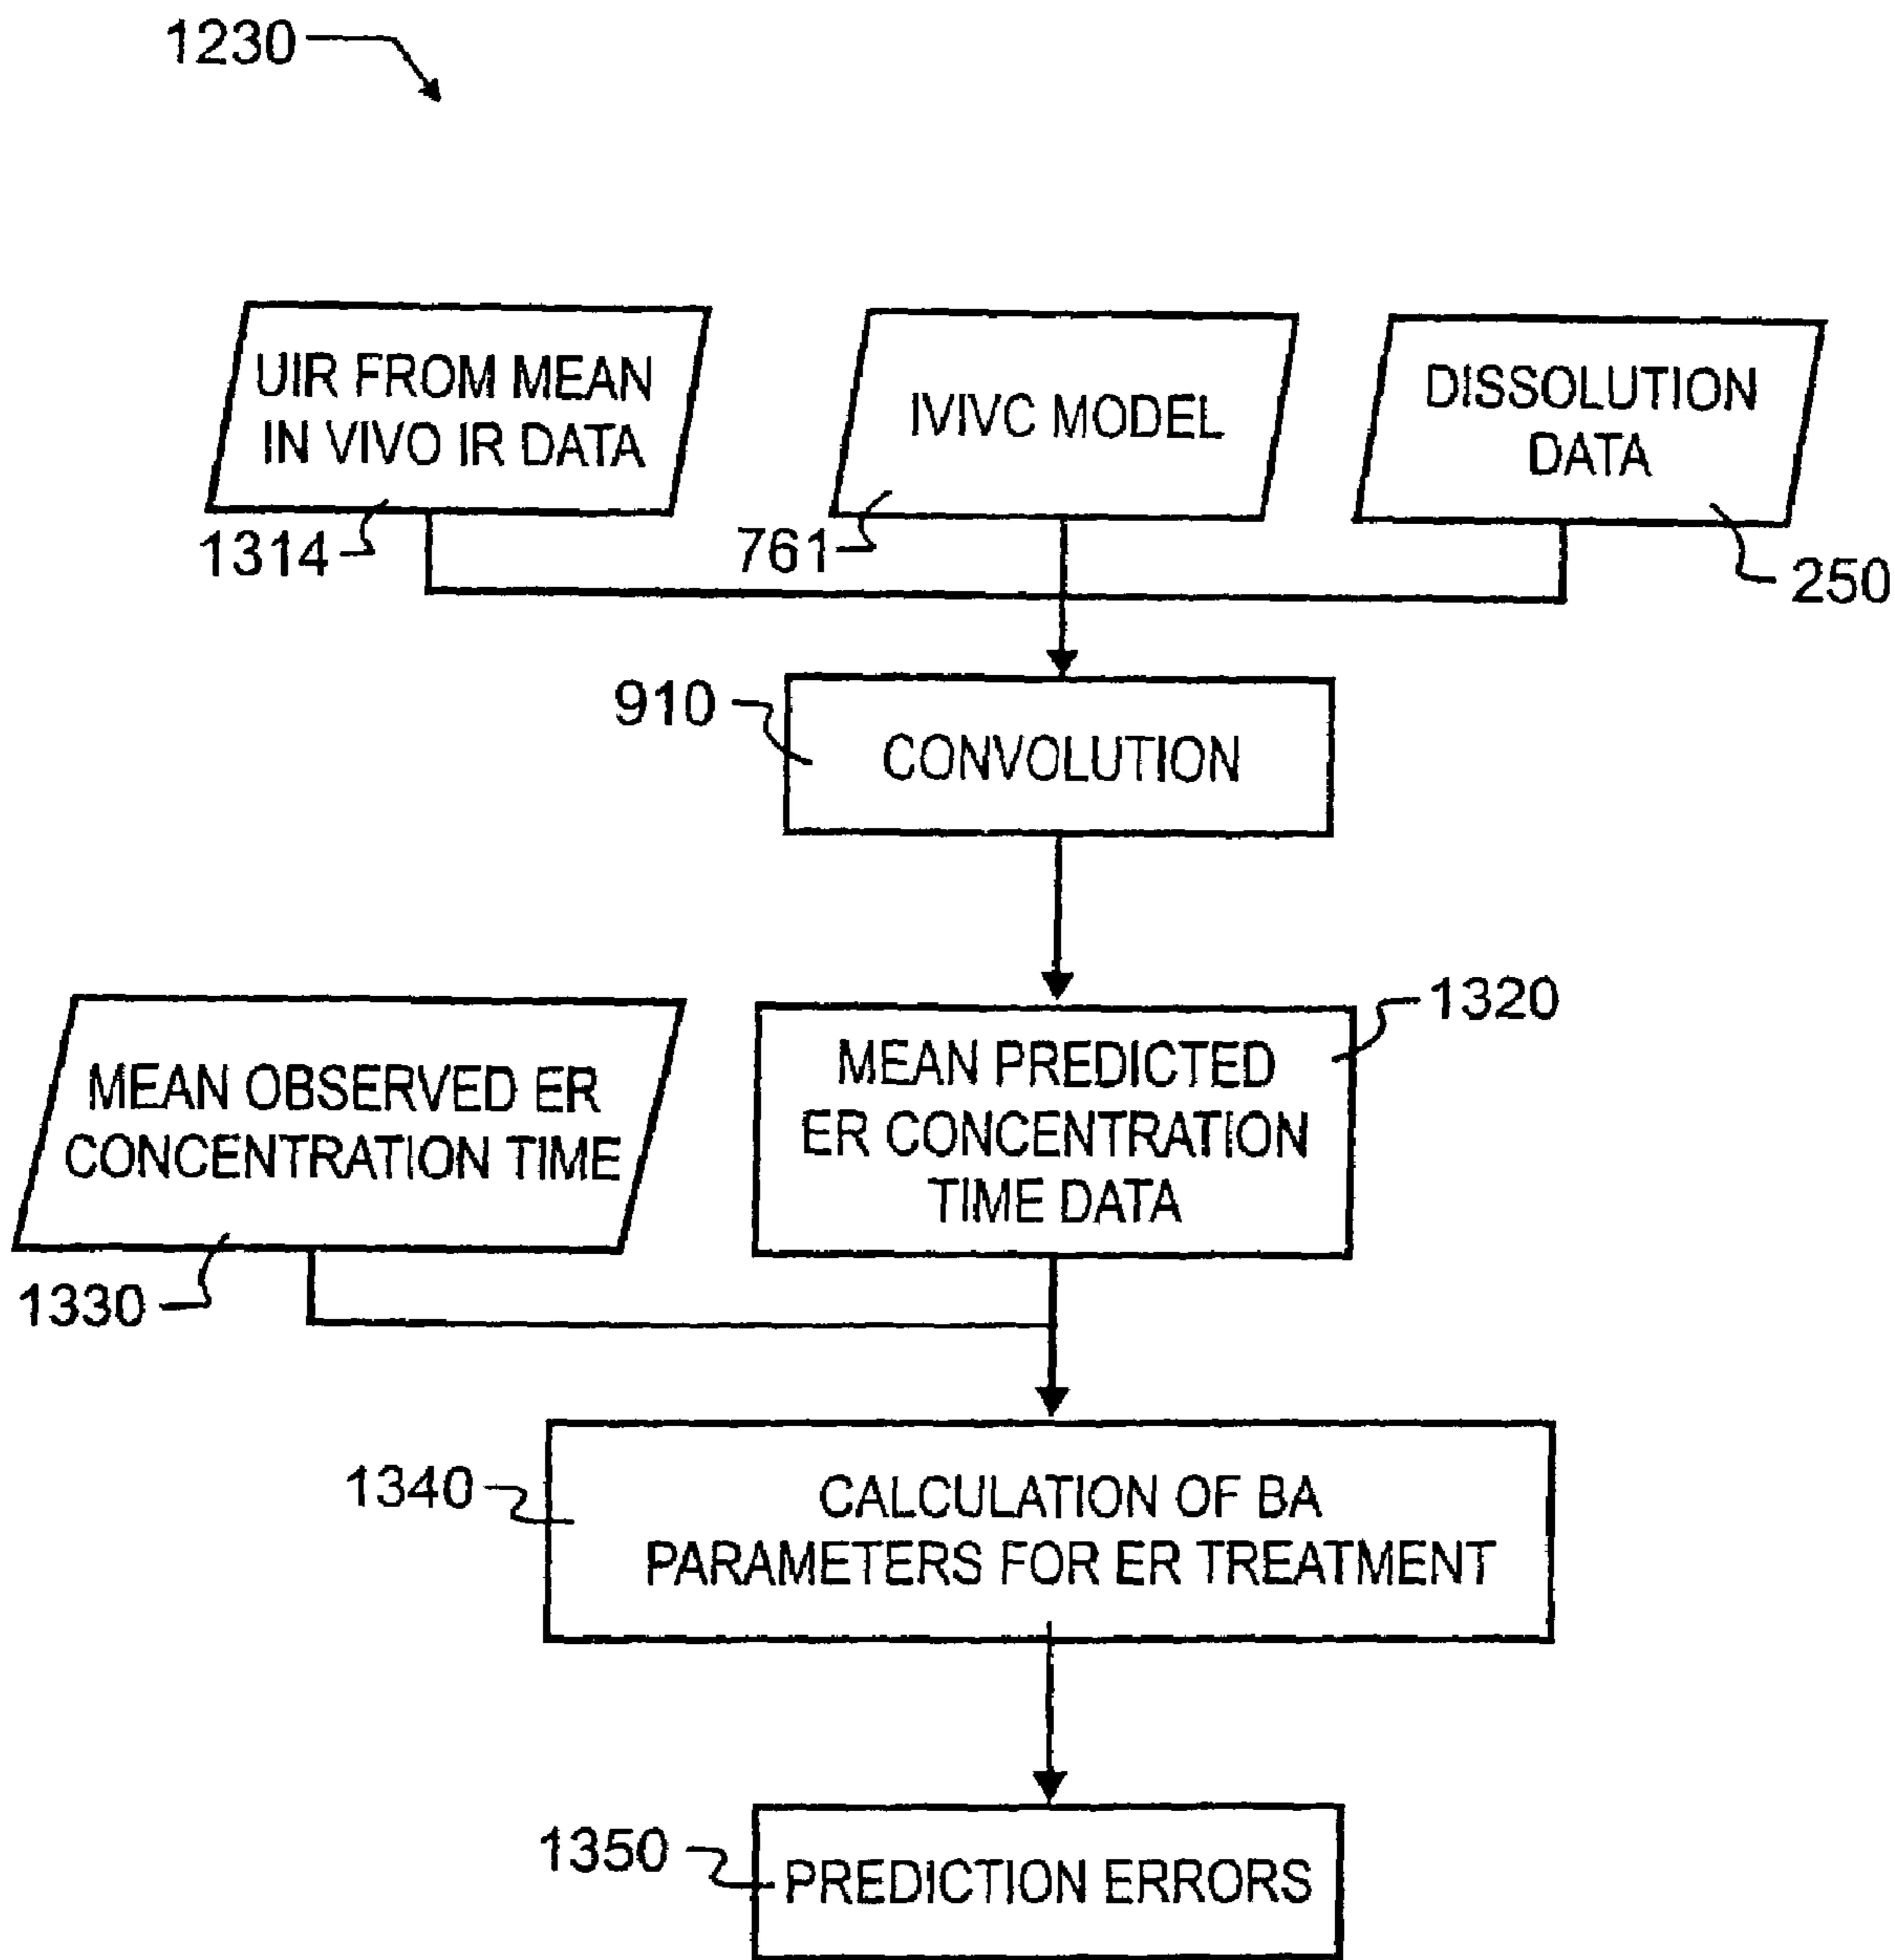 1230
UIR FROM MEAN
IN VIVO IR DATA
IVIVC MODEL
DISSOLUTION
DATA
1314
761
250
910
CONVOLUTION
1320
MEAN PREDICTED
ER CONCENTRATION
TIME DATA
MEAN OBSERVED ER
CONCENTRATION TIME
1330
1340
CALCULATION OF BA
PARAMETERS FOR ER TREATMENT
1350
PREDICTION ERRORS